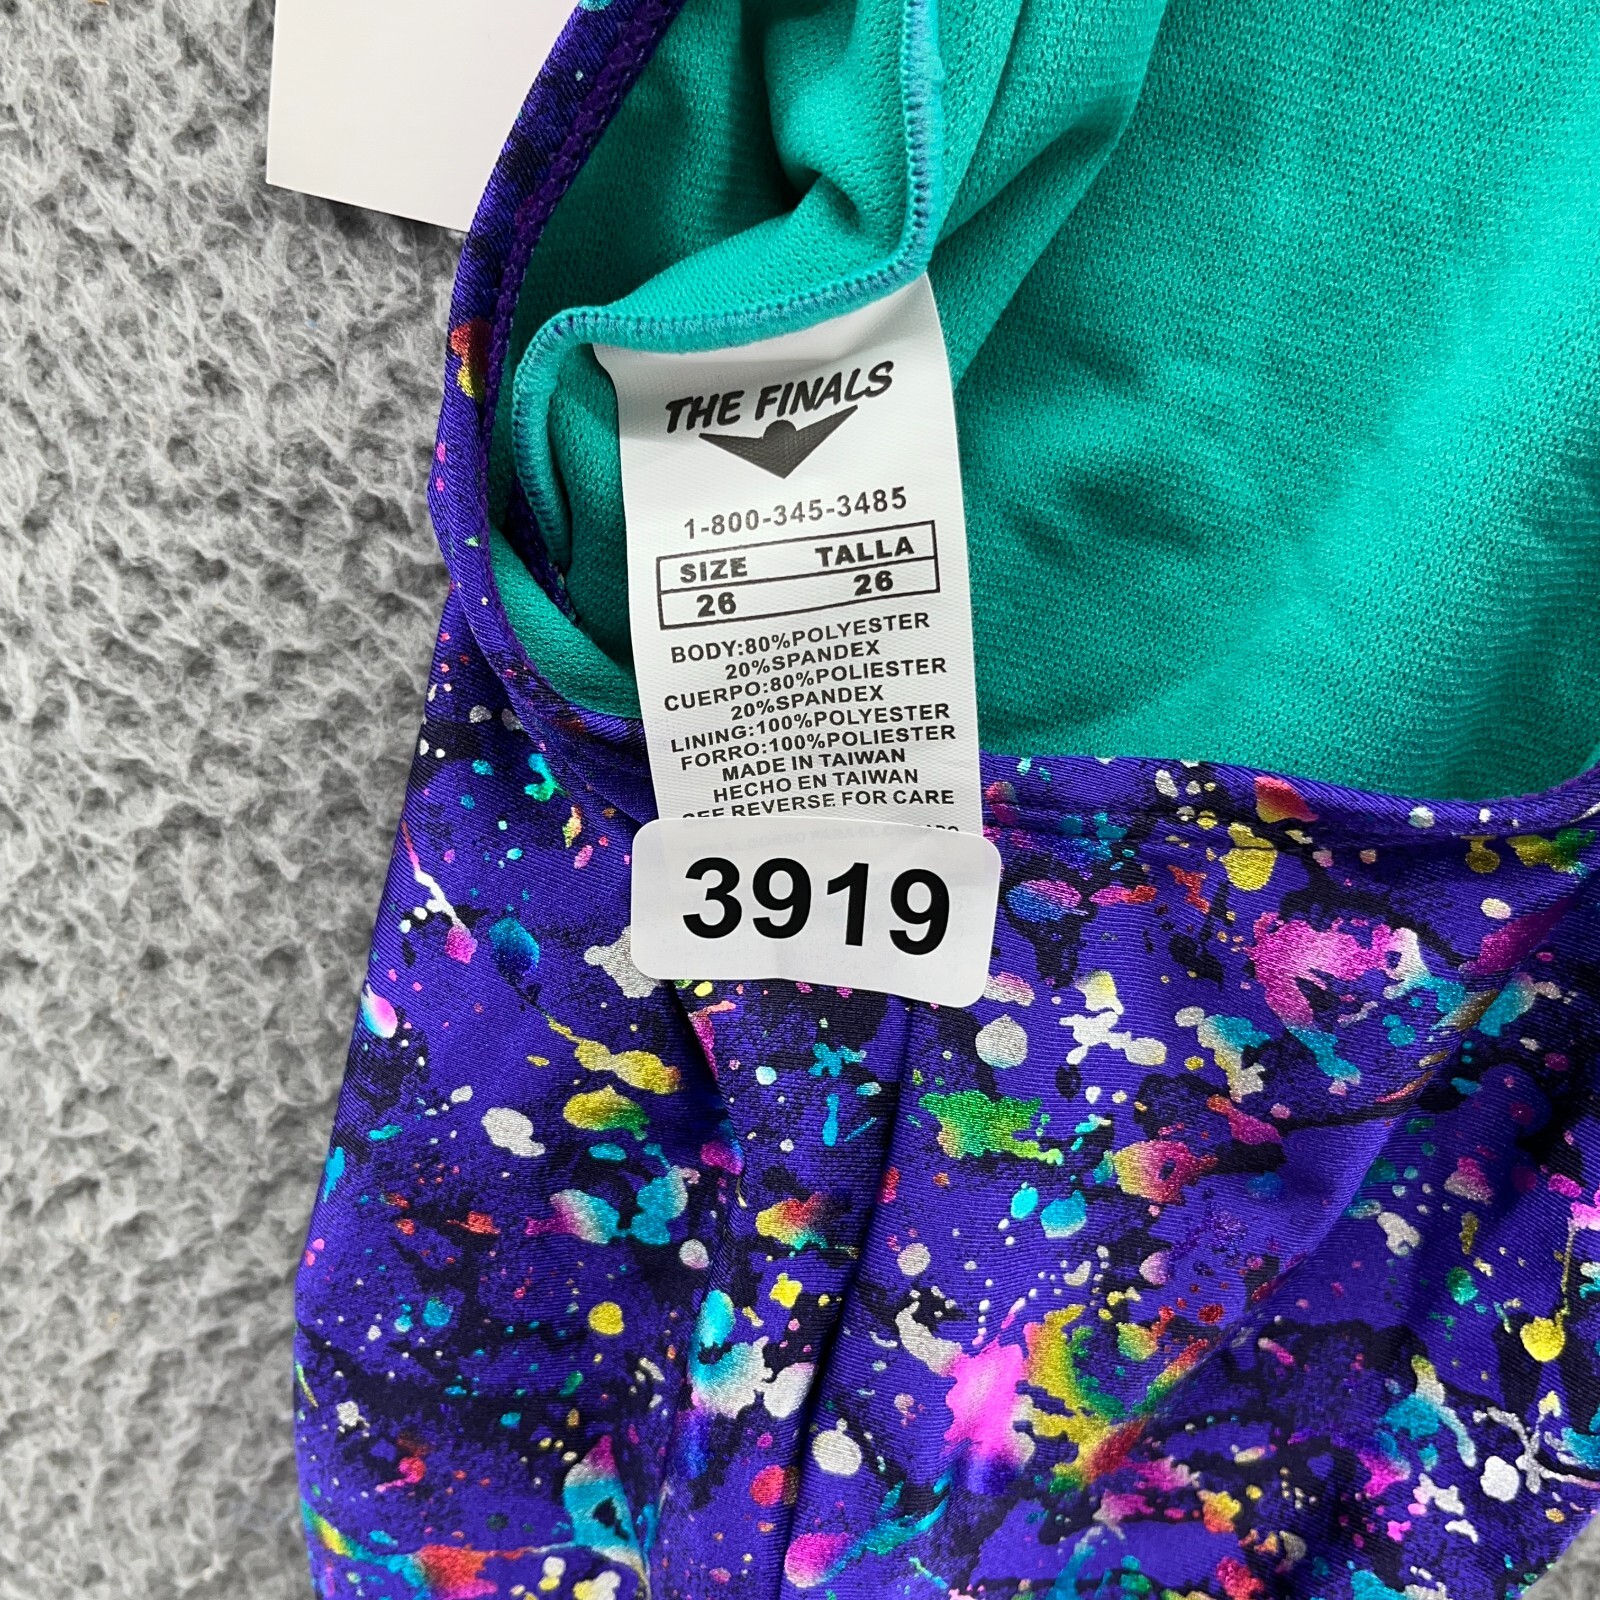 THE FINALS
1-800-345-3485
SIZE TALLA
26 26
BODY:80%POLYESTER
20%SPANDEX
CUERPO:80%POLIESTER
20%SPANDEX
LINING:100%POLYESTER
FORRO:100%POLIESTER
MADE IN TAIWAN
HECHO EN TAIWAN
SEE REVERSE FOR CARE
3919